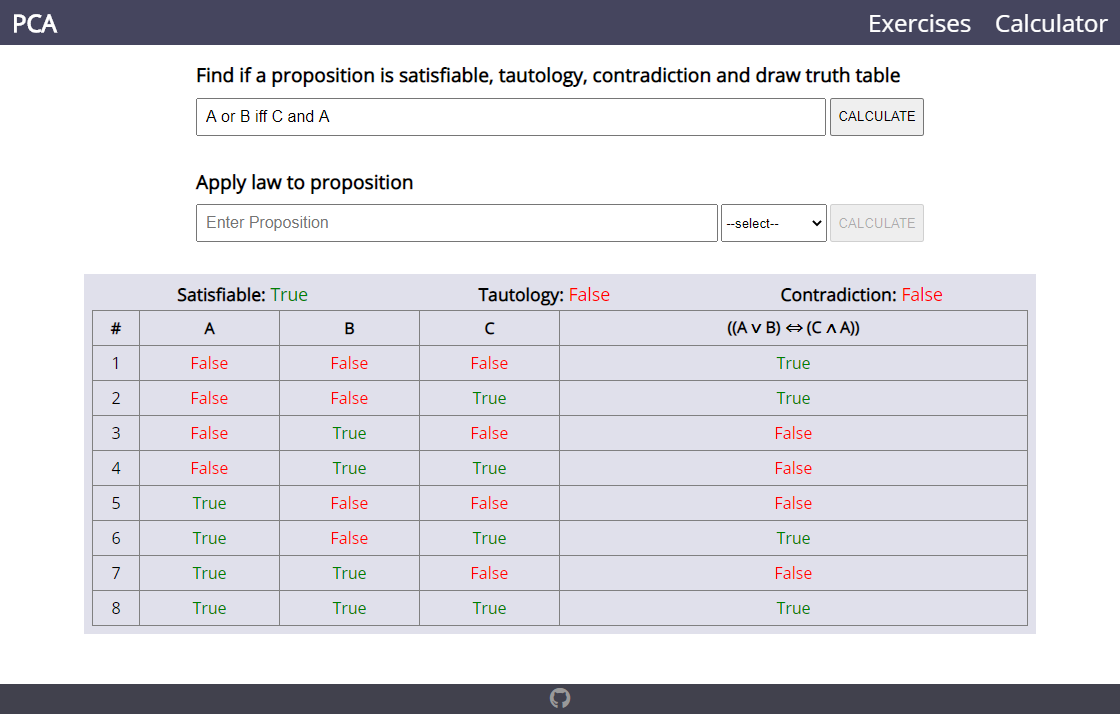 PCA Exercises Calculator
Find if a proposition is satisfiable, tautology, contradiction and draw truth table
A or B iff C and A CALCULATE
Apply law to proposition
Enter Proposition --select-- CALCULATE
Satisfiable: True Tautology: False Contradiction: False
# A B C ((A ∨ B) ⇔ (C ∧ A))
1 False False False True
2 False False True True
3 False True False False
4 False True True False
5 True False False False
6 True False True True
7 True True False False
8 True True True True